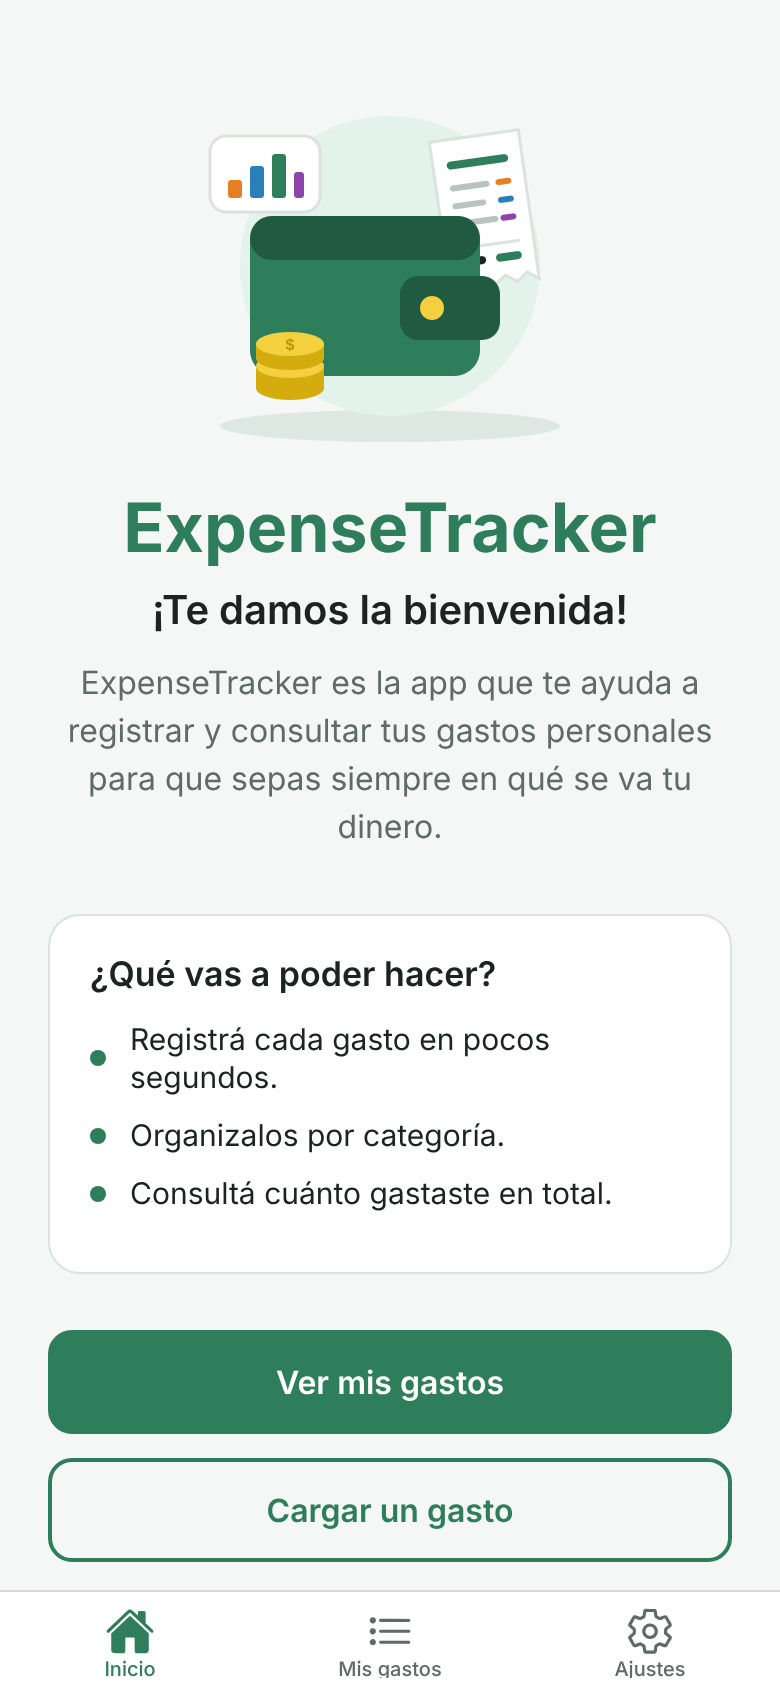 $
ExpenseTracker
¡Te damos la bienvenida!
ExpenseTracker es la app que te ayuda a
registrar y consultar tus gastos personales
para que sepas siempre en qué se va tu
dinero.
¿Qué vas a poder hacer?
Registrá cada gasto en pocos
segundos.
Organizalos por categoría.
Consultá cuánto gastaste en total.
Ver mis gastos
Cargar un gasto
Inicio
Mis gastos
Ajustes